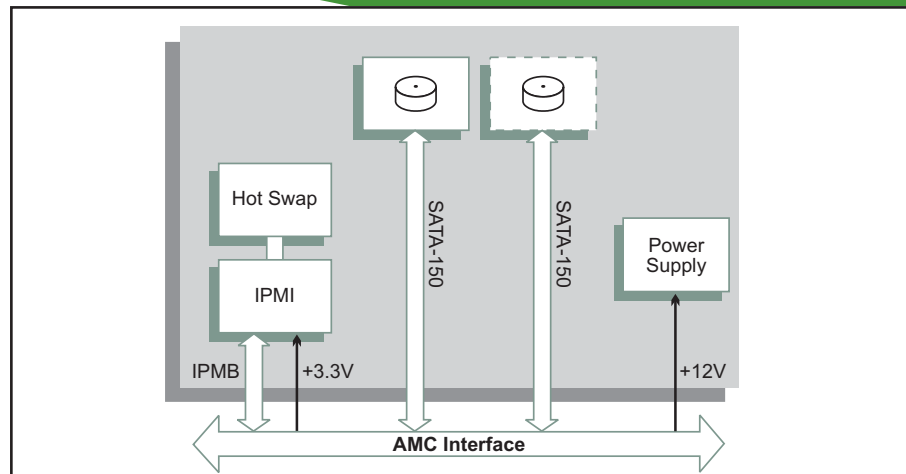 Hot Swap
IPMI
SATA-150
SATA-150
Power
Supply
IPMB
+3.3V
+12V
AMC Interface